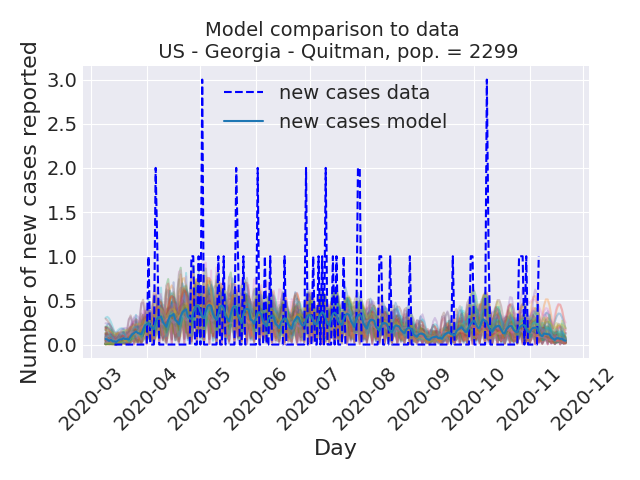 Model comparison to data
US - Georgia - Quitman, pop. = 2299
Number of new cases reported
3.0
2.5
2.0
1.5
1.0
0.5
0.0
new cases data
new cases model
2020-03
2020-04
2020-05
2020-06
2020-07
2020-08
2020-09
2020-10
2020-11
2020-12
Day